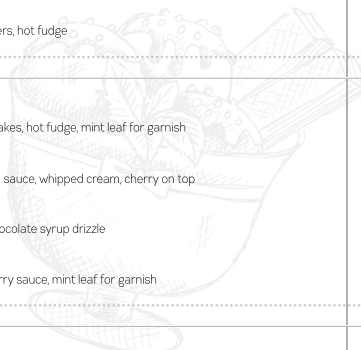 ers, hot fudge
akes, hot fudge, mint leaf for garnish
sauce, whipped cream, cherry on top
ocolate syrup drizzle
rry sauce, mint leaf for garnish